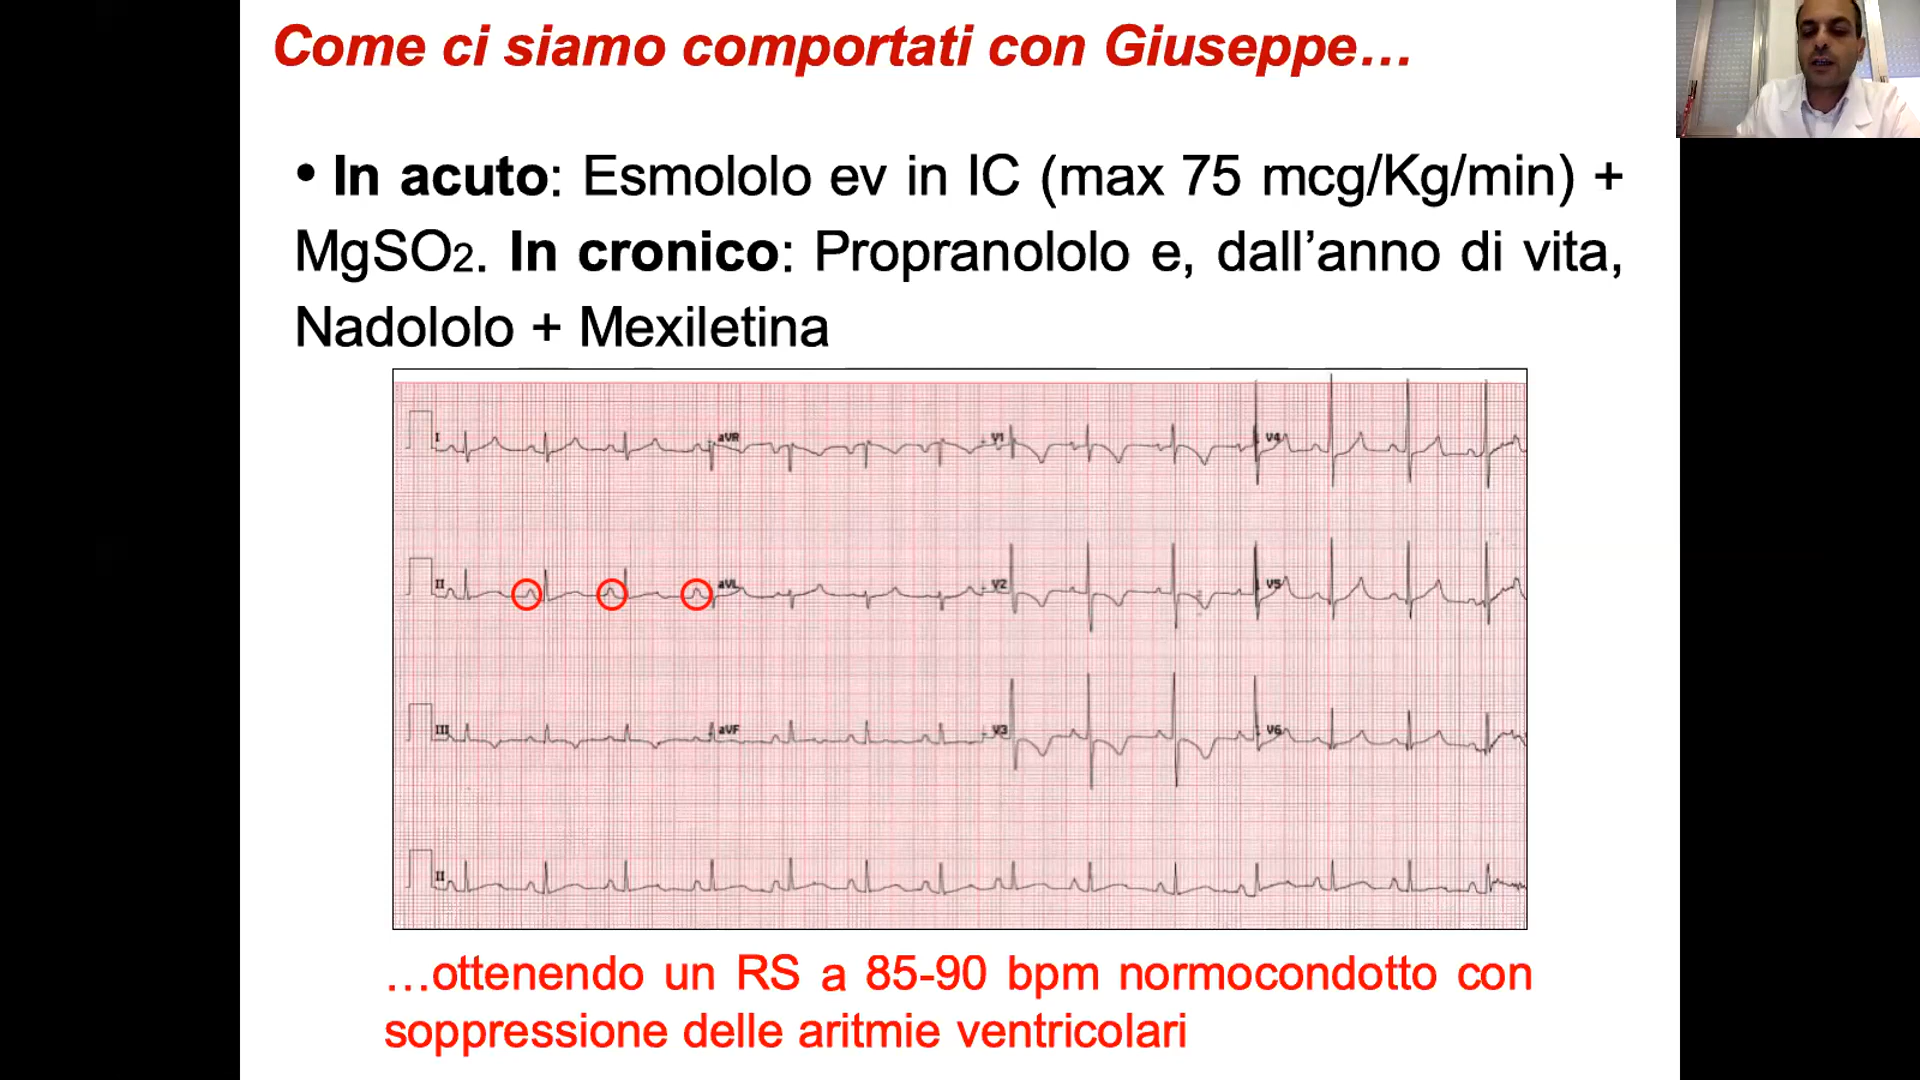 Come ci siamo comportati con Giuseppe…
• In acuto: Esmololo ev in IC (max 75 mcg/Kg/min) +
MgSO2. In cronico: Propranololo e, dall’anno di vita,
Nadololo + Mexiletina
I aVR V1 V4
II aVL V2 V5
III aVF V3 V6
II
…ottenendo un RS a 85-90 bpm normocondotto con
soppressione delle aritmie ventricolari